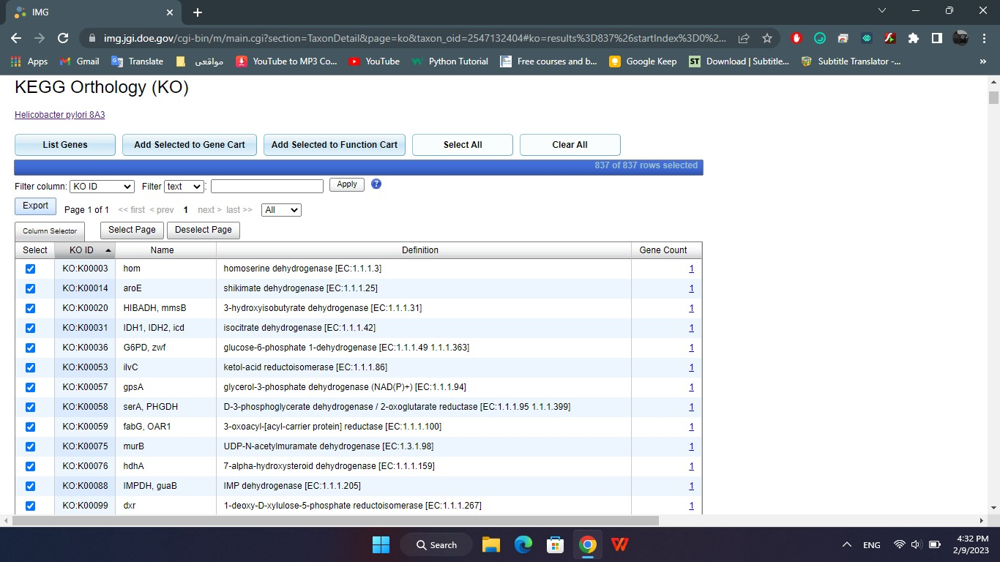 IMG
img.jgi.doe.gov/cgi-bin/m/main.cgi?section=TaxonDetail&page=ko&taxon_oid=2547132404#ko=results%3D837%26startIndex%3D0%2...
Apps Gmail Translate مواقعی YouTube to MP3 Co... YouTube Python Tutorial Free courses and b... Google Keep ST Download | Subtitle... Subtitle Translator -... »
KEGG Orthology (KO)
Helicobacter pylori 8A3
List Genes Add Selected to Gene Cart Add Selected to Function Cart Select All Clear All
837 of 837 rows selected
Filter column: KO ID Filter text : Apply ?
Export Page 1 of 1 << first < prev 1 next > last >> All
Column Selector Select Page Deselect Page
Select KO ID Name Definition Gene Count
KO:K00003 hom homoserine dehydrogenase [EC:1.1.1.3] 1
KO:K00014 aroE shikimate dehydrogenase [EC:1.1.1.25] 1
KO:K00020 HIBADH, mmsB 3-hydroxyisobutyrate dehydrogenase [EC:1.1.1.31] 1
KO:K00031 IDH1, IDH2, icd isocitrate dehydrogenase [EC:1.1.1.42] 1
KO:K00036 G6PD, zwf glucose-6-phosphate 1-dehydrogenase [EC:1.1.1.49 1.1.1.363] 1
KO:K00053 ilvC ketol-acid reductoisomerase [EC:1.1.1.86] 1
KO:K00057 gpsA glycerol-3-phosphate dehydrogenase (NAD(P)+) [EC:1.1.1.94] 1
KO:K00058 serA, PHGDH D-3-phosphoglycerate dehydrogenase / 2-oxoglutarate reductase [EC:1.1.1.95 1.1.1.399] 1
KO:K00059 fabG, OAR1 3-oxoacyl-[acyl-carrier protein] reductase [EC:1.1.1.100] 1
KO:K00075 murB UDP-N-acetylmuramate dehydrogenase [EC:1.3.1.98] 1
KO:K00076 hdhA 7-alpha-hydroxysteroid dehydrogenase [EC:1.1.1.159] 1
KO:K00088 IMPDH, guaB IMP dehydrogenase [EC:1.1.1.205] 1
KO:K00099 dxr 1-deoxy-D-xylulose-5-phosphate reductoisomerase [EC:1.1.1.267] 1
Search ENG 4:32 PM
2/9/2023